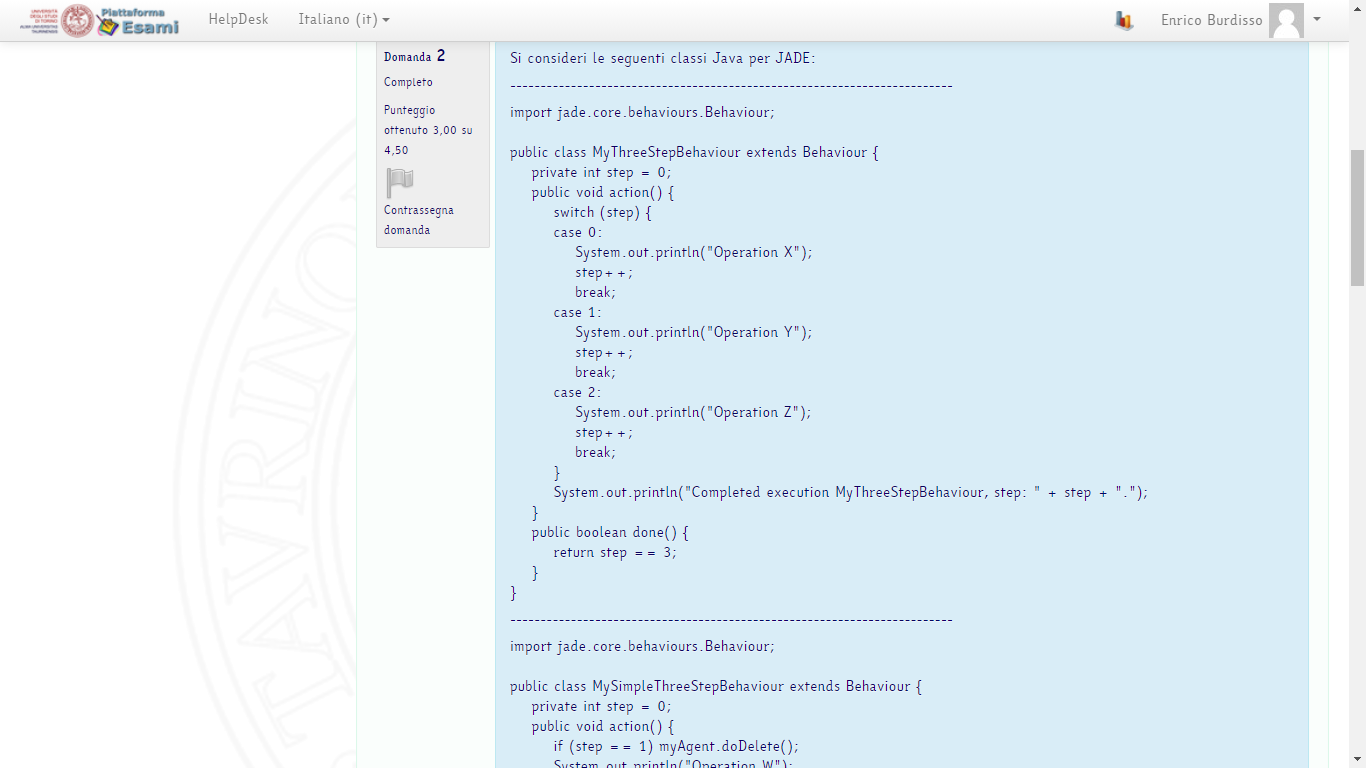 UNIVERSITÀ
DEGLI STUDI
DI TORINO
ALMA UNIVERSITAS
TAURINENSIS
Piattaforma
Esami
HelpDesk
Italiano (it)
Enrico Burdisso
Domanda 2
Completo
Punteggio
ottenuto 3,00 su
4,50
Contrassegna
domanda
Si consideri le seguenti classi Java per JADE:
--------------------------------------------------------------------------
import jade.core.behaviours.Behaviour;
public class MyThreeStepBehaviour extends Behaviour {
private int step = 0;
public void action() {
switch (step) {
case 0:
System.out.println("Operation X");
step++;
break;
case 1:
System.out.println("Operation Y");
step++;
break;
case 2:
System.out.println("Operation Z");
step++;
break;
}
System.out.println("Completed execution MyThreeStepBehaviour, step: " + step + ".");
}
public boolean done() {
return step == 3;
}
}
--------------------------------------------------------------------------
import jade.core.behaviours.Behaviour;
public class MySimpleThreeStepBehaviour extends Behaviour {
private int step = 0;
public void action() {
if (step == 1) myAgent.doDelete();
System.out.println("Operation W");
TAVRINO